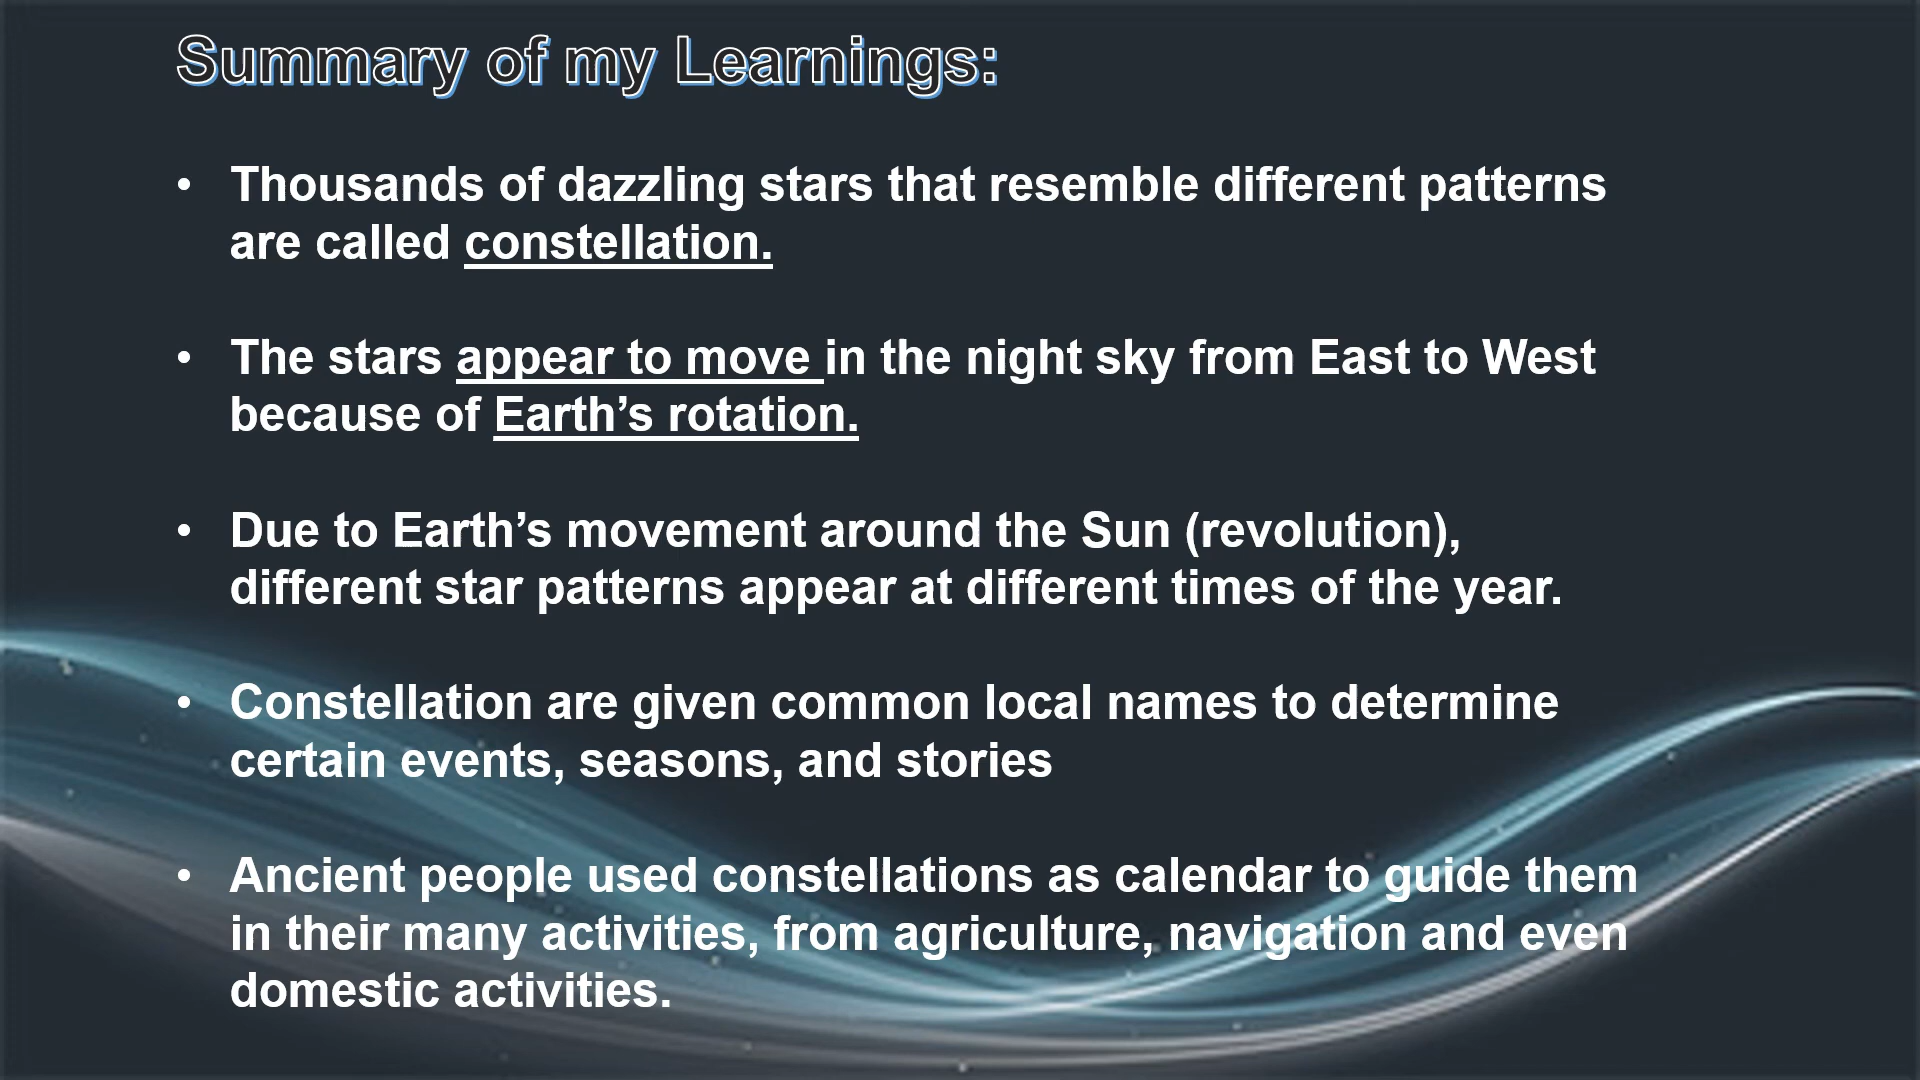 Summary of my Learnings:
• Thousands of dazzling stars that resemble different patterns
are called constellation.
• The stars appear to move in the night sky from East to West
because of Earth’s rotation.
• Due to Earth’s movement around the Sun (revolution),
different star patterns appear at different times of the year.
• Constellation are given common local names to determine
certain events, seasons, and stories
• Ancient people used constellations as calendar to guide them
in their many activities, from agriculture, navigation and even
domestic activities.